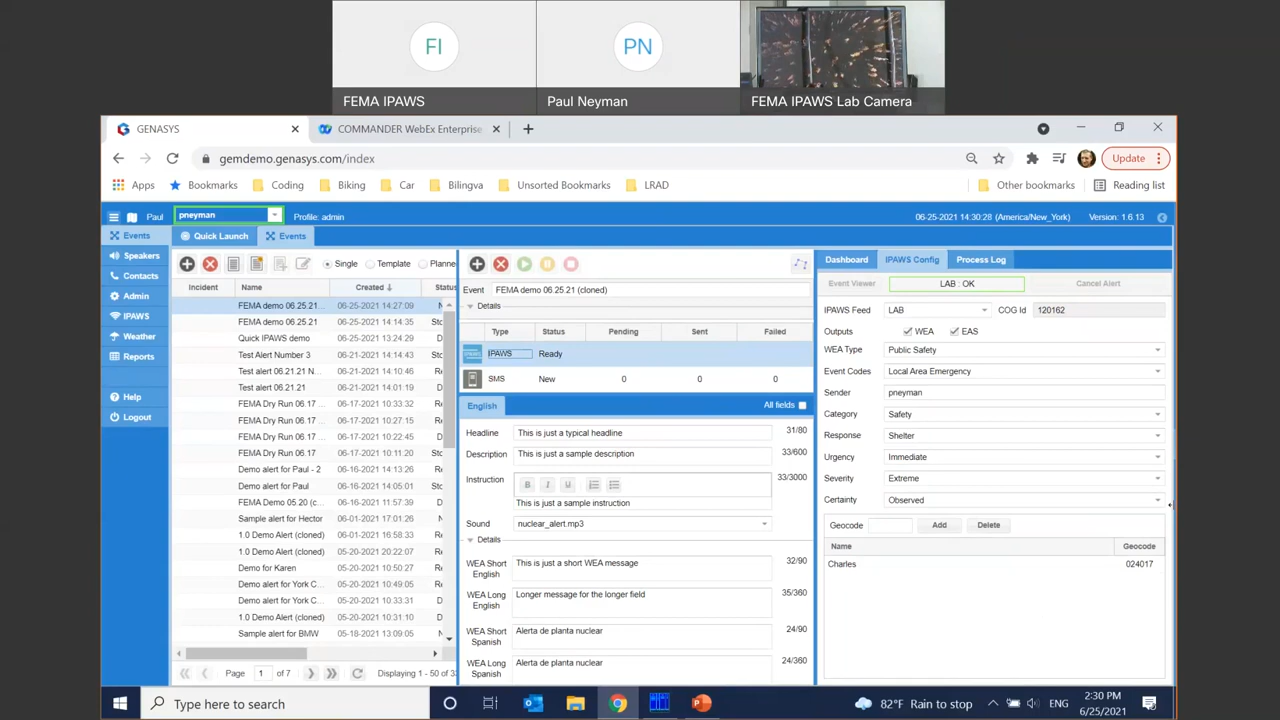 FI
PN
FEMA IPAWS
Paul Neyman
FEMA IPAWS Lab Camera
GENASYS
COMMANDER WebEx Enterprise
gemdemo.genasys.com/index
Update
Apps
Bookmarks
Coding
Biking
Car
Bilingva
Unsorted Bookmarks
LRAD
Other bookmarks
Reading list
Paul
pneyman
Profile: admin
06-25-2021 14:30:28 (America/New_York)
Version: 1.6.13
Events
Speakers
Contacts
Admin
IPAWS
Weather
Reports
Help
Logout
Quick Launch
Events
Single
Template
Planne
Incident Name Created Status
FEMA demo 06.25.21... 06-25-2021 14:27:09 N
FEMA demo 06.25.21 06-25-2021 14:14:35 Sto
Quick IPAWS demo 06-25-2021 13:24:29 D
Test Alert Number 3 06-21-2021 14:14:43 Sto
Test alert 06.21.21 N... 06-21-2021 14:10:46 Re
Test alert 06.21.21 06-21-2021 14:01:19 D
FEMA Dry Run 06.17 ... 06-17-2021 10:33:32 D
FEMA Dry Run 06.17 ... 06-17-2021 10:27:15 D
FEMA Dry Run 06.17 ... 06-17-2021 10:22:45 D
FEMA Dry Run 06.17 06-17-2021 10:11:20 Sto
Demo alert for Paul - 2 06-16-2021 14:13:26 D
Demo alert for Paul 06-16-2021 14:05:01 Sto
FEMA Demo 05.20 (c... 06-16-2021 11:57:39 D
Sample alert for Hector 06-01-2021 17:01:26 D
1.0 Demo Alert (cloned) 06-01-2021 16:58:33 D
1.0 Demo Alert (cloned) 05-20-2021 20:22:07 D
Demo for Karen 05-20-2021 10:50:27 Re
Demo alert for York C... 05-20-2021 10:49:05 Re
Demo alert for York C... 05-20-2021 10:33:31 D
1.0 Demo Alert (cloned) 05-20-2021 10:31:10 D
Sample alert for BMW 05-18-2021 13:09:05 D
Page 1 of 7
Displaying 1 - 50 of 33
Event FEMA demo 06.25.21 (cloned)
Details
Type Status Pending Sent Failed
IPAWS Ready
SMS New 0 0 0
English
All fields
Headline This is just a typical headline 31/80
Description This is just a sample description 33/600
Instruction B I U 33/3000
This is just a sample instruction
Sound nuclear_alert.mp3
Details
WEA Short English This is just a short WEA message 32/90
WEA Long English Longer message for the longer field 35/360
WEA Short Spanish Alerta de planta nuclear 24/90
WEA Long Spanish Alerta de planta nuclear 24/360
Dashboard
IPAWS Config
Process Log
Event Viewer
LAB : OK
Cancel Alert
IPAWS Feed LAB COG Id 120162
Outputs WEA EAS
WEA Type Public Safety
Event Codes Local Area Emergency
Sender pneyman
Category Safety
Response Shelter
Urgency Immediate
Severity Extreme
Certainty Observed
Geocode Add Delete
Name Geocode
Charles 024017
Type here to search
82°F Rain to stop
ENG
2:30 PM
6/25/2021